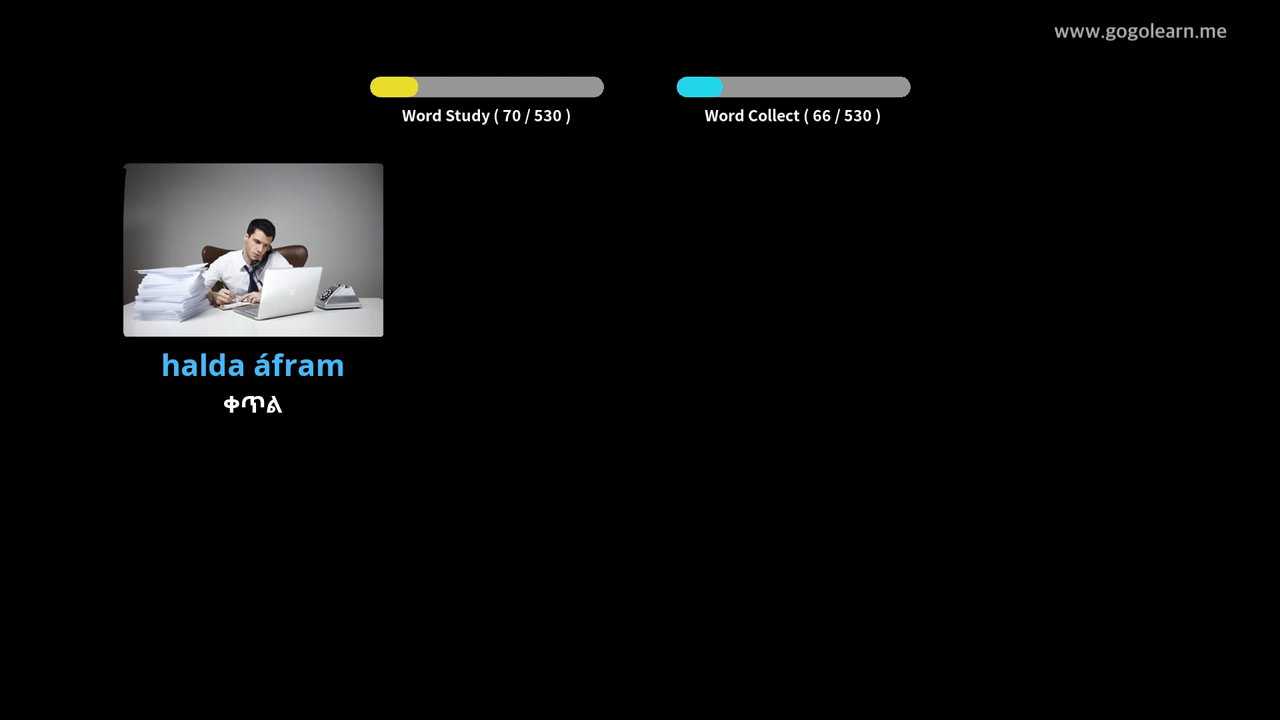 www.gogolearn.me
Word Study ( 70 / 530 )
Word Collect ( 66 / 530 )
halda áfram
ቀጥል